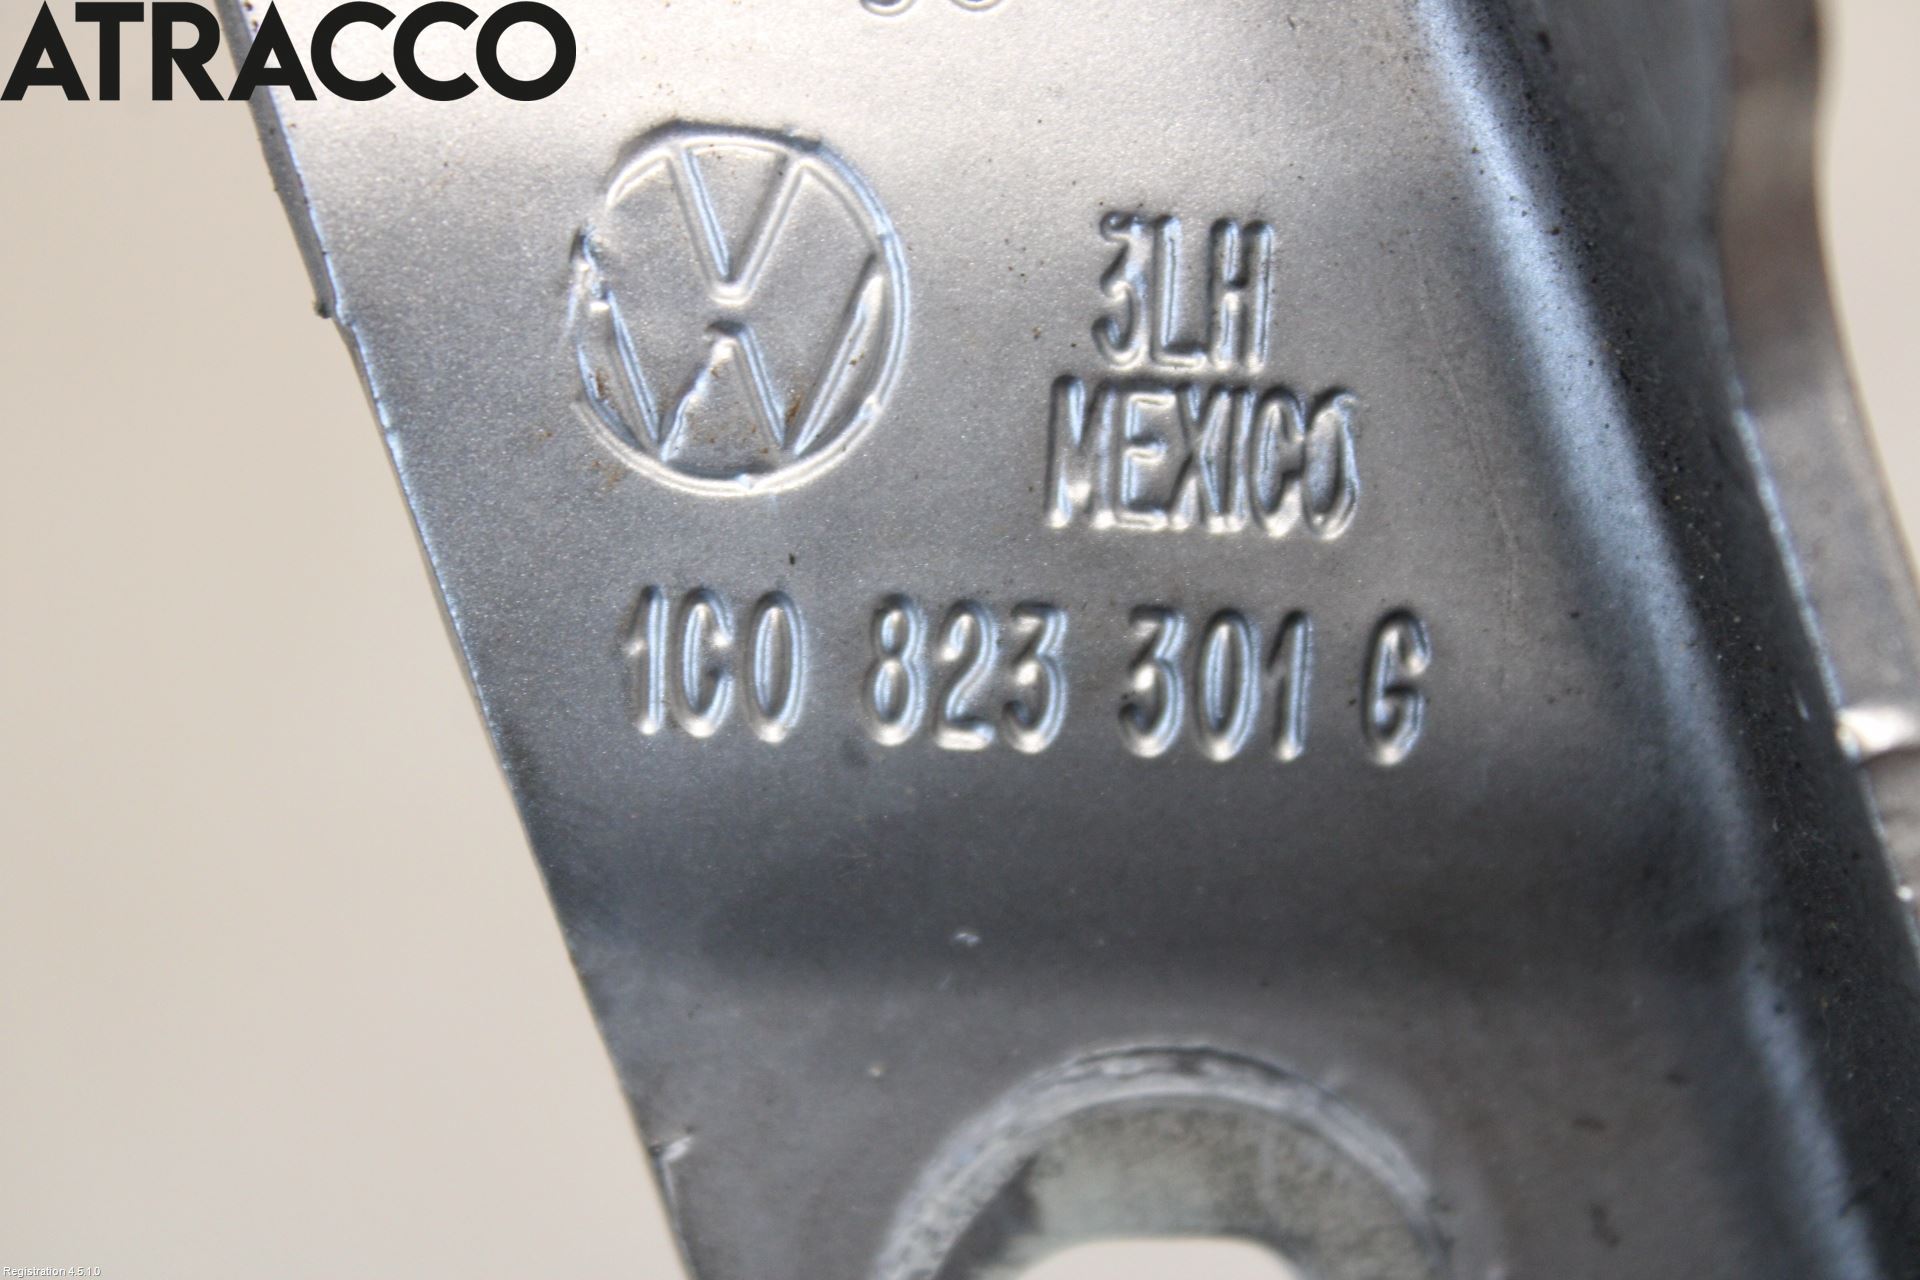 ATRACCO
3LH
MEXICO
1C0 823 301 G
Registration 4.5.1.0